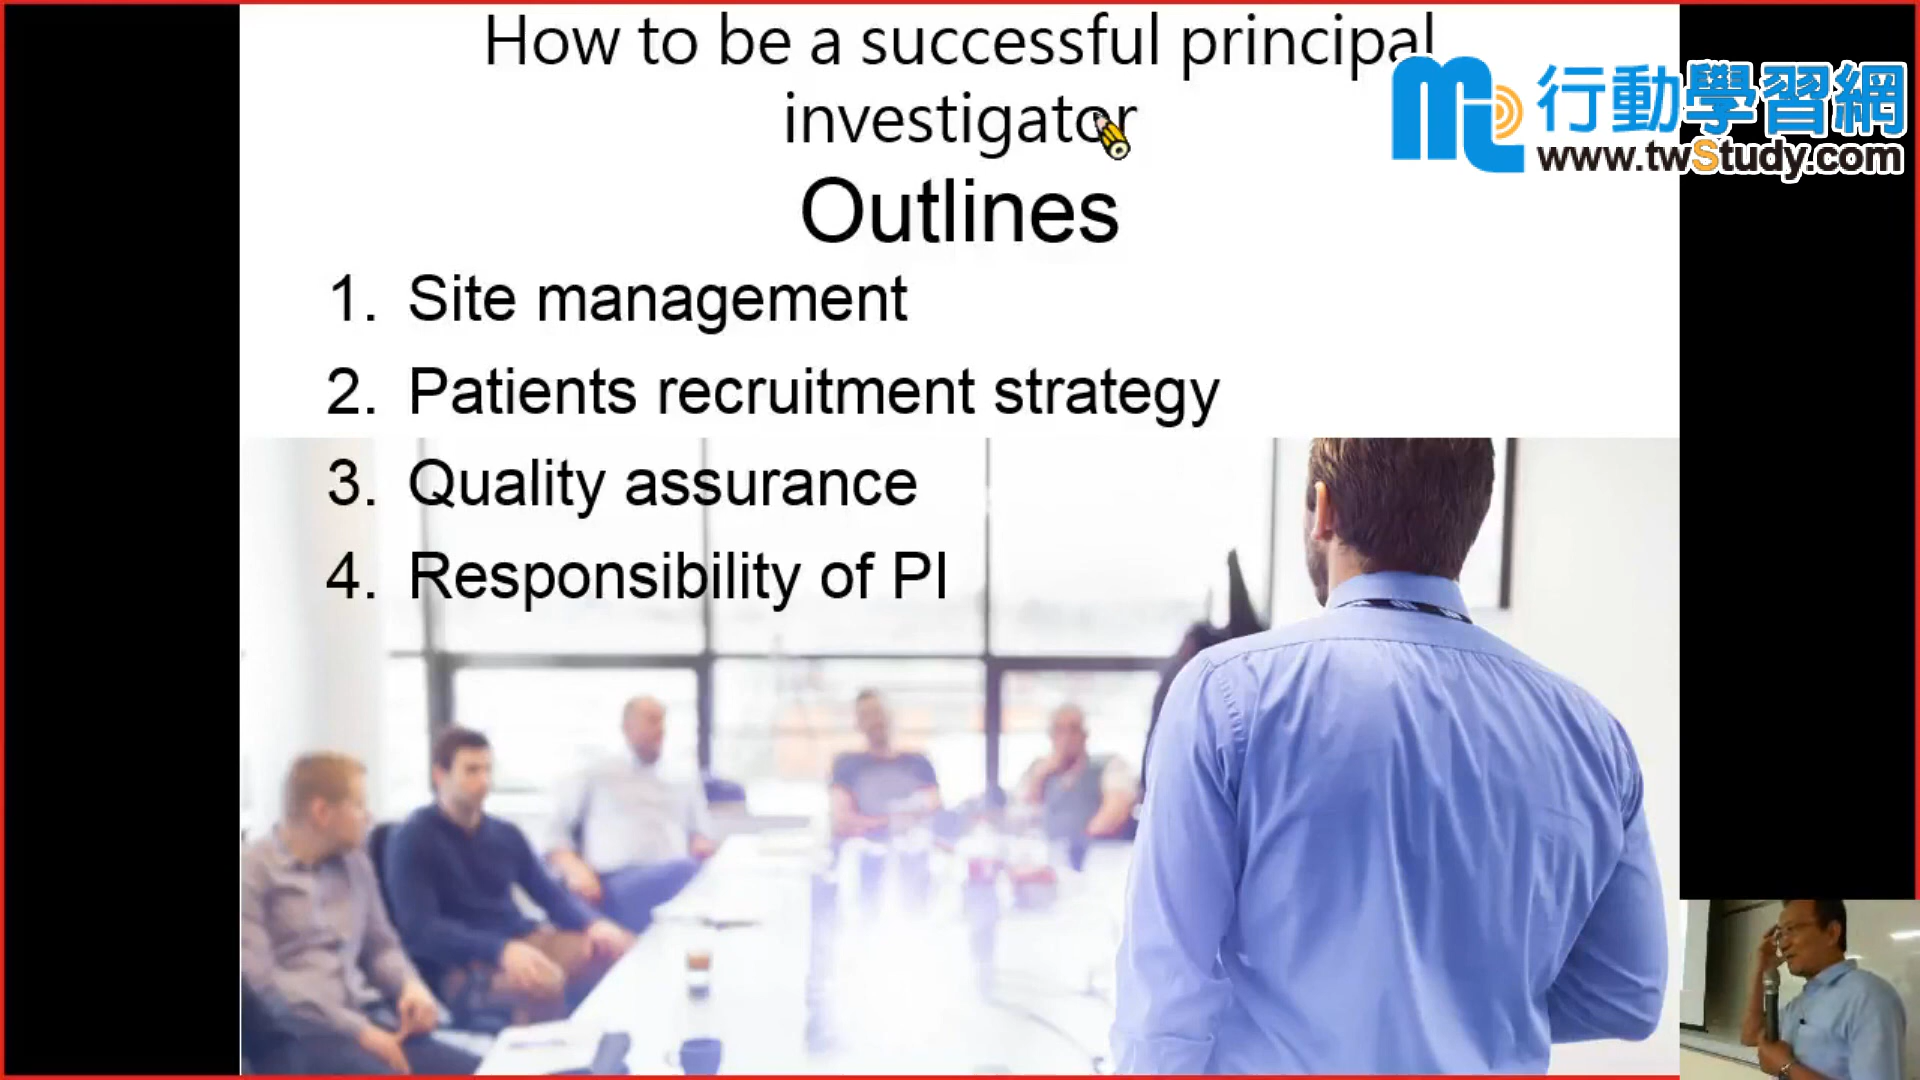 How to be a successful principal
investigator
Outlines
1. Site management
2. Patients recruitment strategy
3. Quality assurance
4. Responsibility of PI
行動學習網
www.twStudy.com